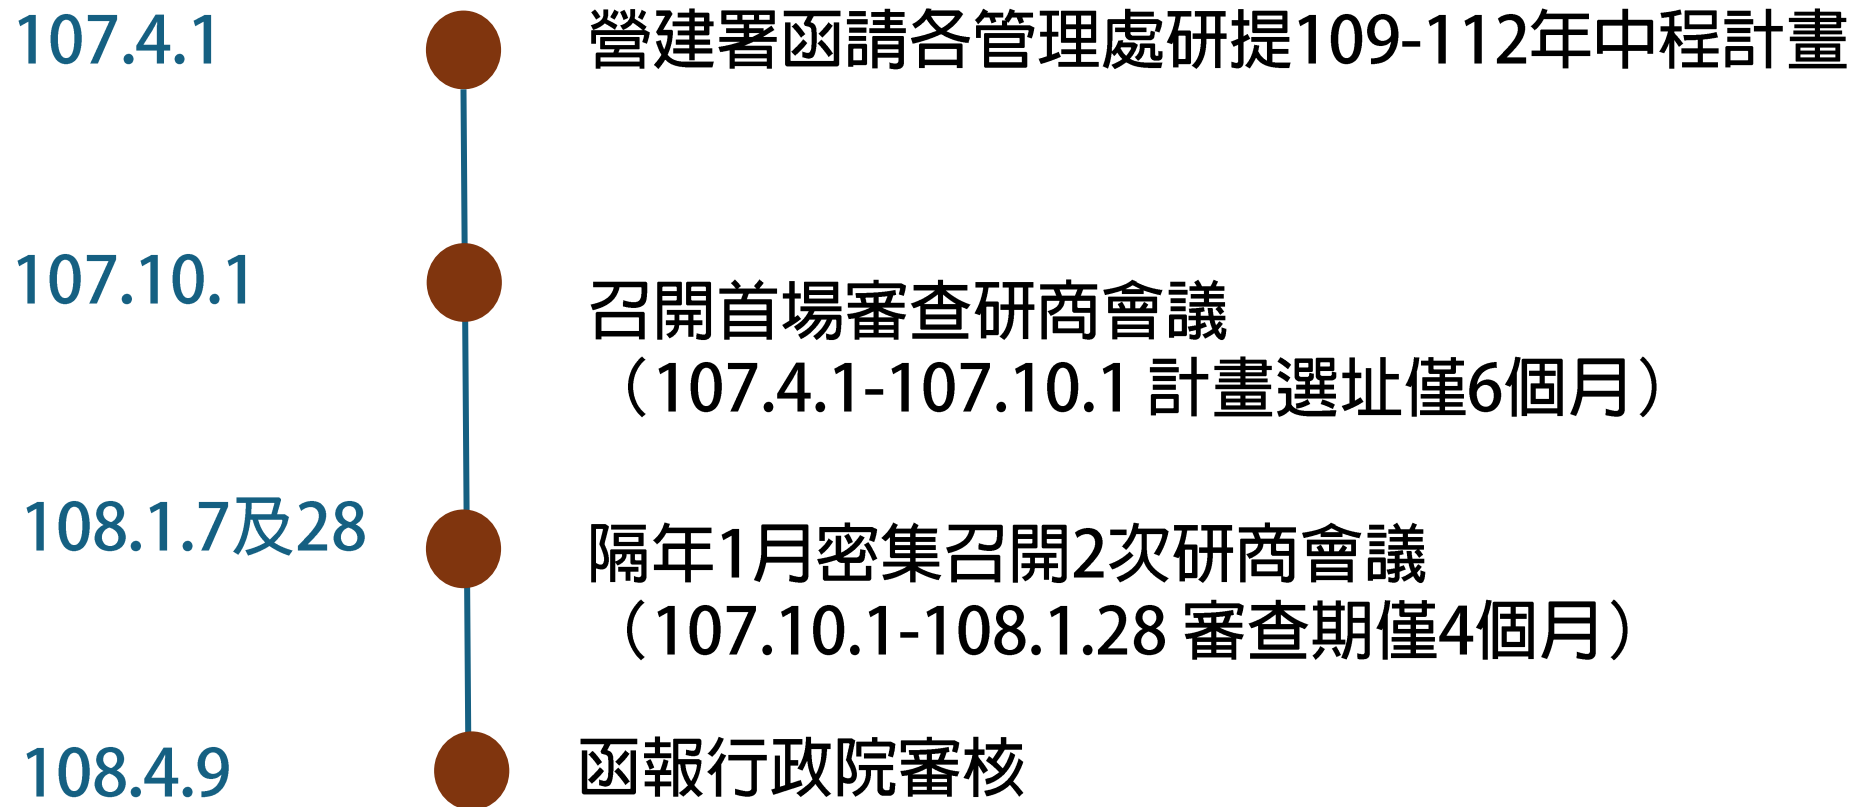 107.4.1
營建署函請各管理處研提109-112年中程計畫
107.10.1
召開首場審查研商會議
（107.4.1-107.10.1 計畫選址僅6個月）
108.1.7及28
隔年1月密集召開2次研商會議
（107.10.1-108.1.28 審查期僅4個月）
108.4.9
函報行政院審核